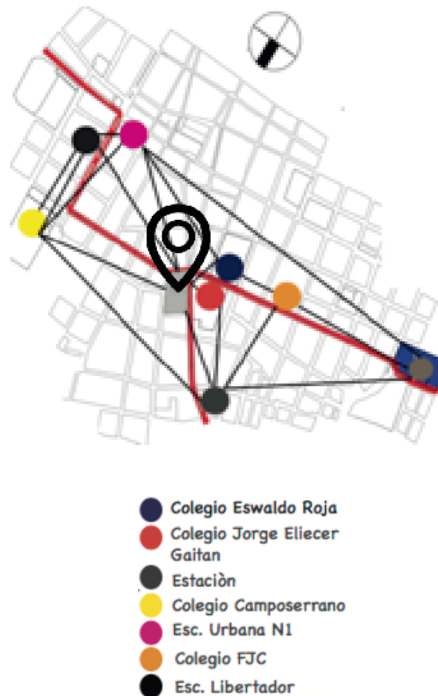 Colegio Eswaldo Roja
Colegio Jorge Eliecer
Gaitan
Estaciòn
Colegio Camposerrano
Esc. Urbana N1
Colegio FJC
Esc. Libertador